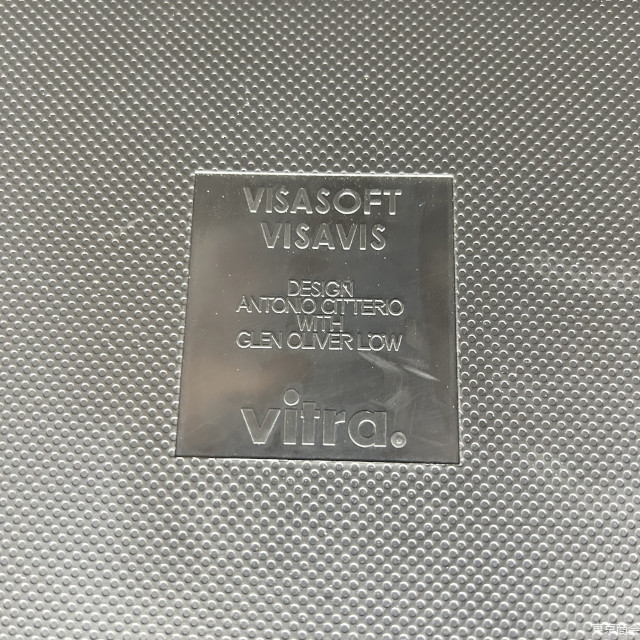 VISASOFT
VISAVIS
DESIGN
ANTONIO CITTERIO
WITH
GLEN OLIVER LOW
vitra.